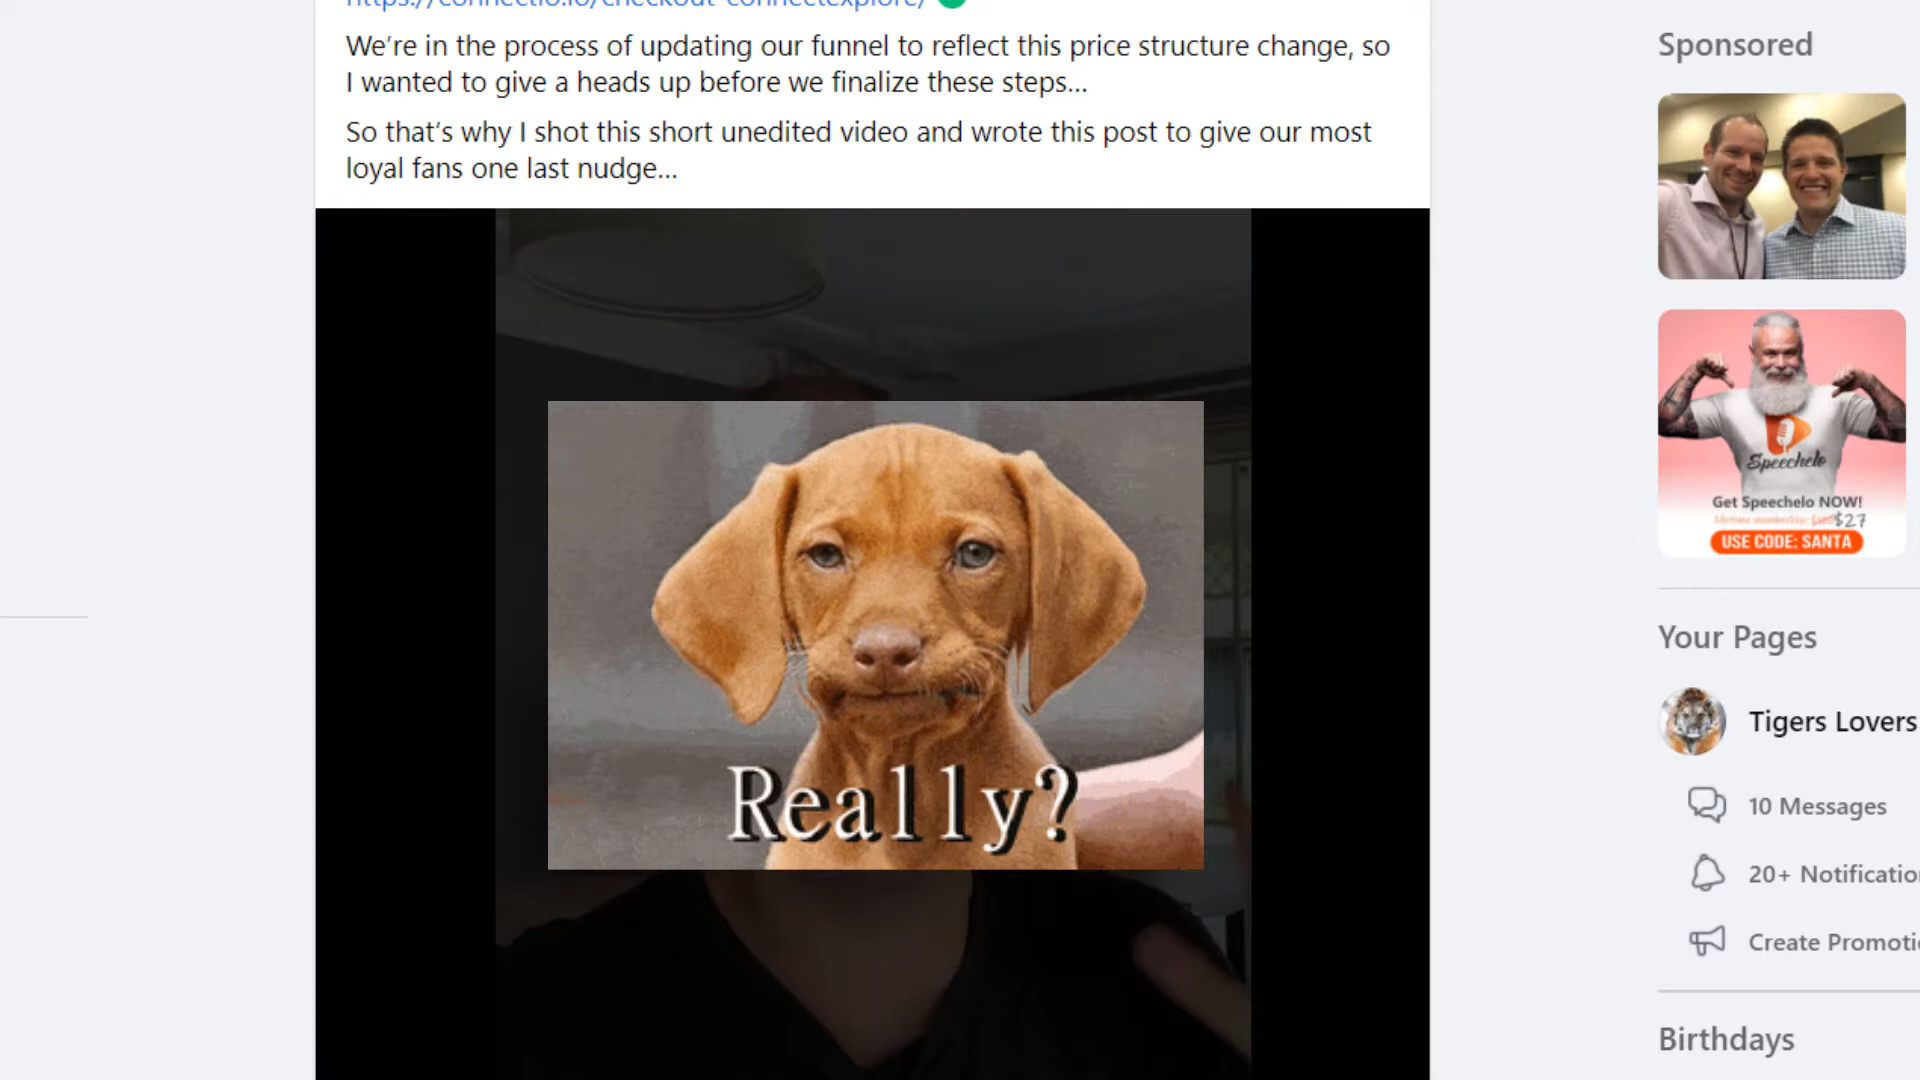 https://connectio.io/checkout-connectexplore/
We’re in the process of updating our funnel to reflect this price structure change, so
I wanted to give a heads up before we finalize these steps...
So that’s why I shot this short unedited video and wrote this post to give our most
loyal fans one last nudge...
Really?
Sponsored
Speechelo
Get Speechelo NOW!
$27
USE CODE: SANTA
Your Pages
Tigers Lovers
10 Messages
20+ Notificatio
Create Promoti
Birthdays